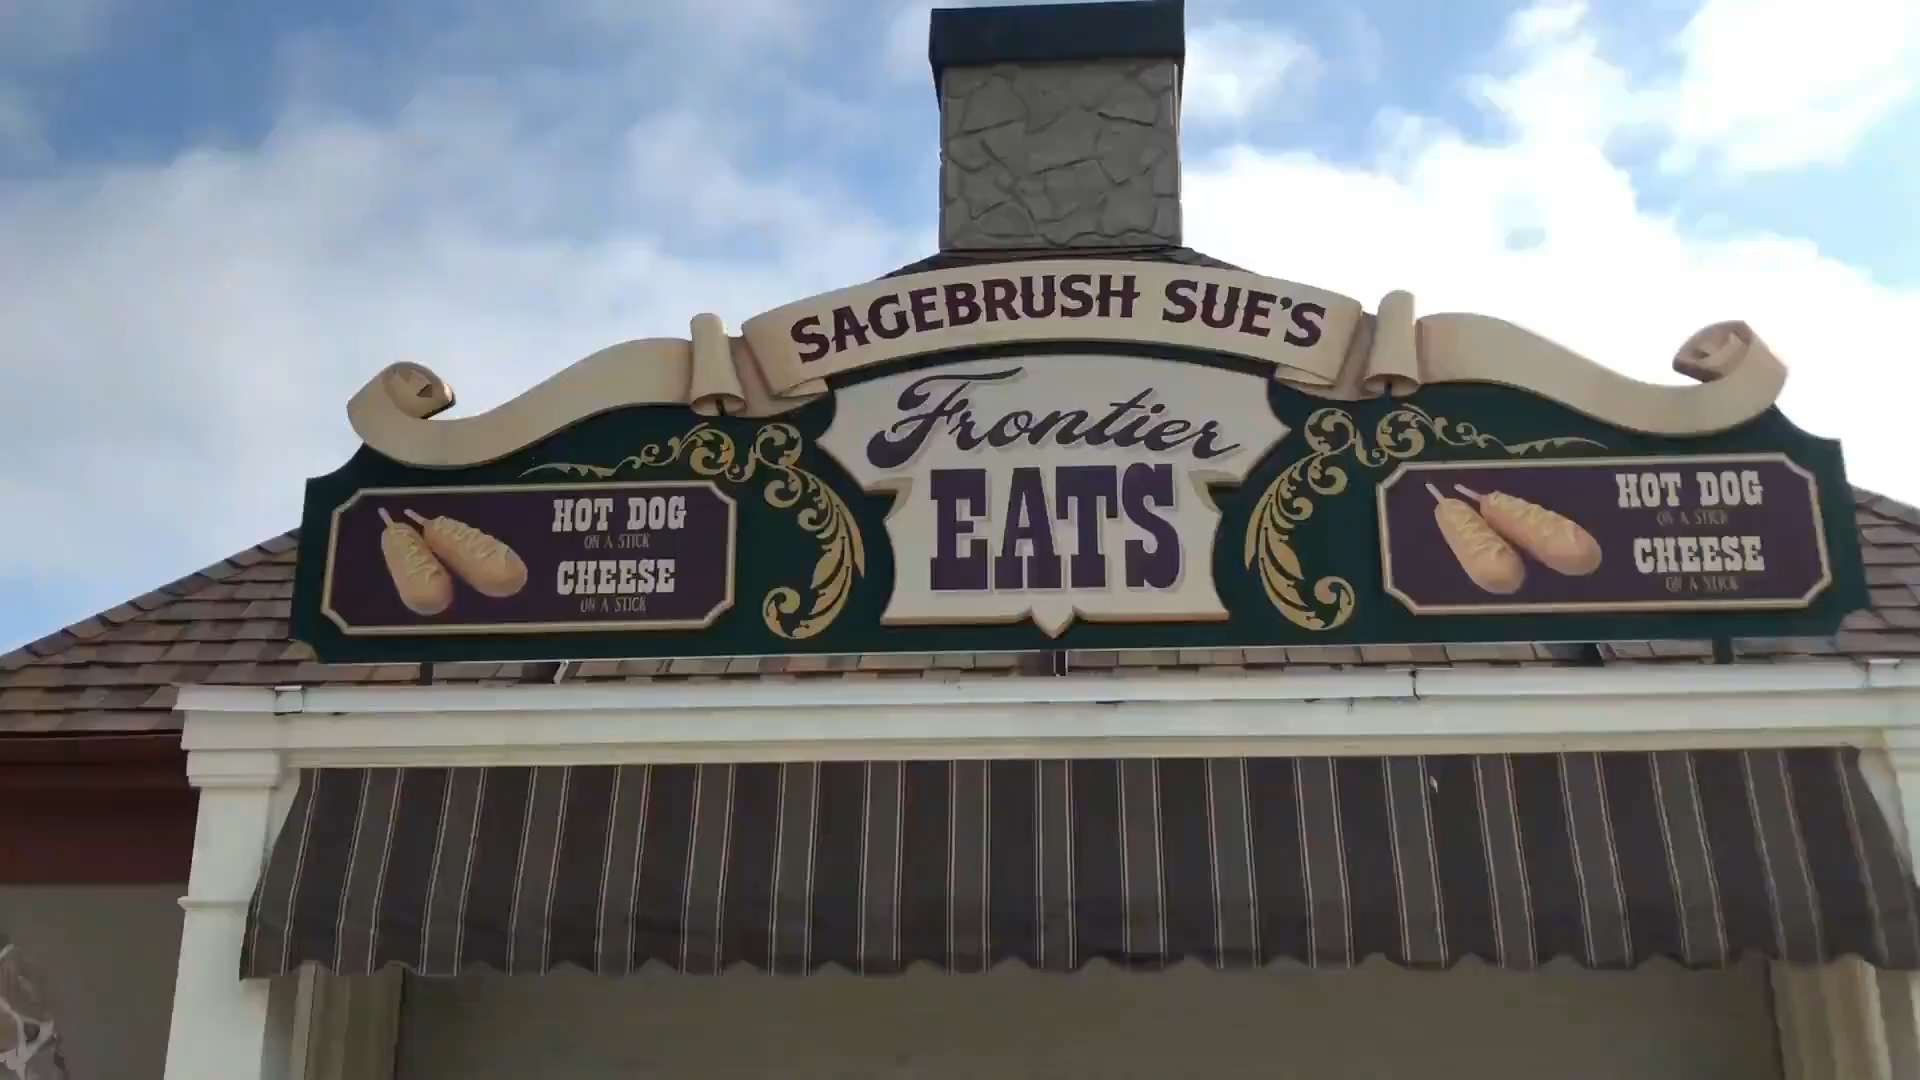 SAGEBRUSH SUE'S
Frontier
EATS
HOT DOG
ON A STICK
CHEESE
ON A STICK
HOT DOG
ON A STICK
CHEESE
ON A STICK